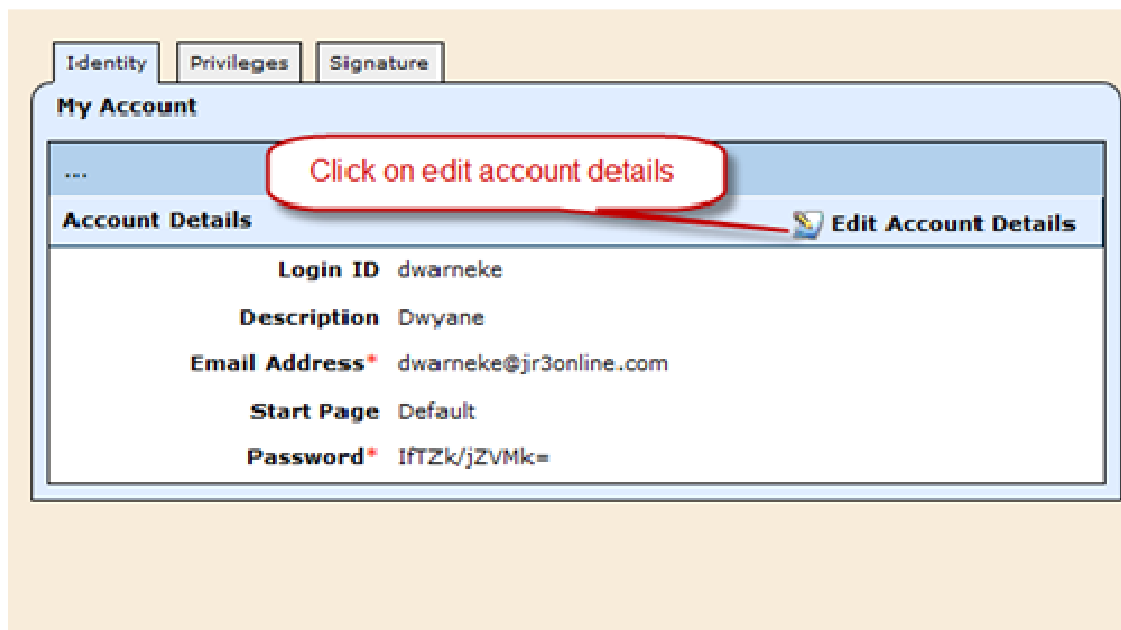 Identity Privileges Signature
My Account
Click on edit account details
....
Account Details Edit Account Details
Login ID dwarneke
Description Dwyane
Email Address* dwarneke@jr3online.com
Start Page Default
Password* IfTZk/jZVMk=